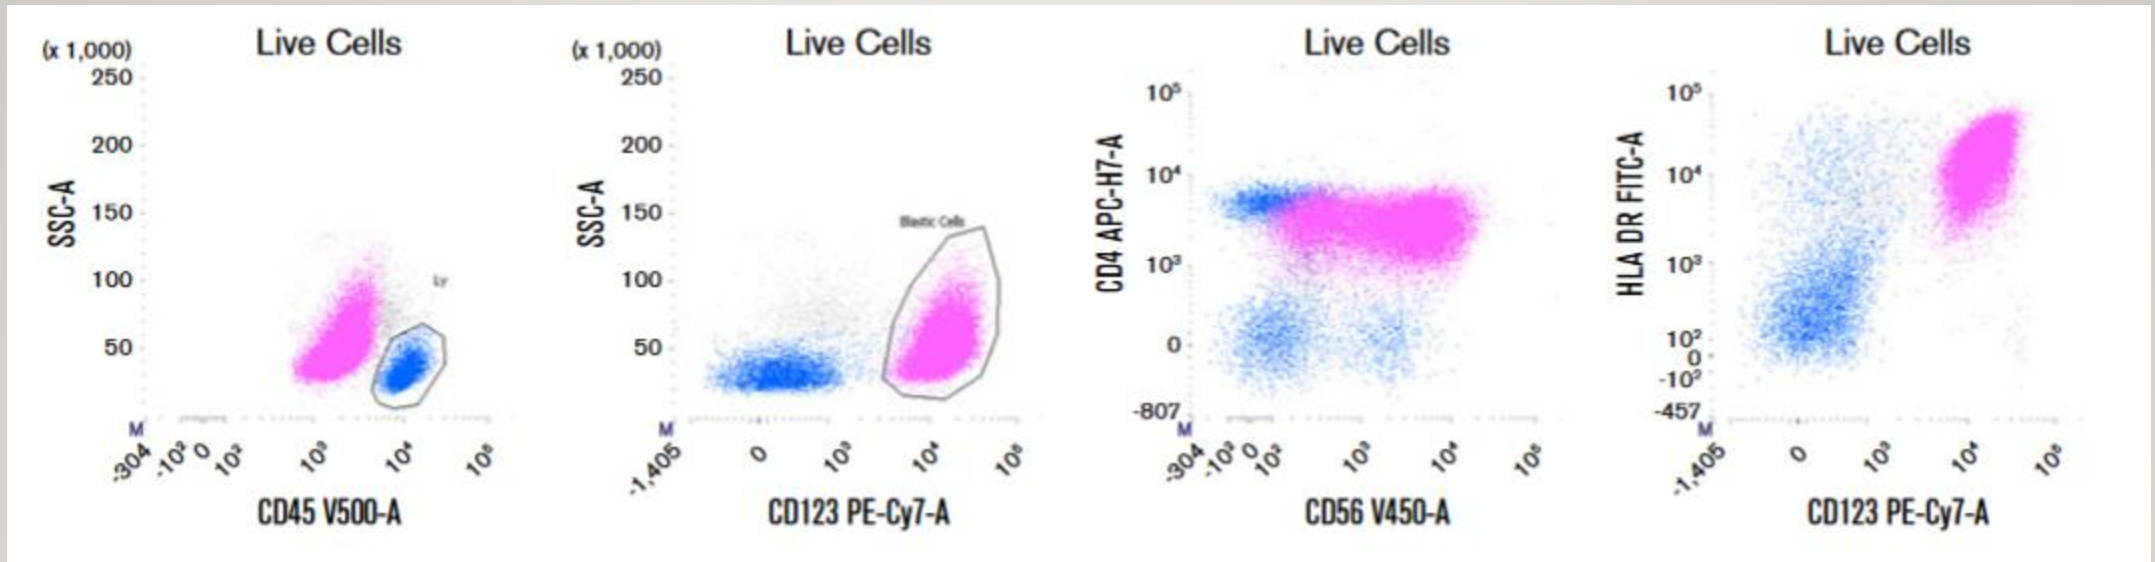 Live Cells
(x 1,000)
250
200
150
100
50
SSC-A
Ly
M
-304
-10²
0
10²
10³
10⁴
10⁵
CD45 V500-A
Live Cells
(x 1,000)
250
200
150
100
50
SSC-A
Blastic Cells
M
-1,405
0
10³
10⁴
10⁵
CD123 PE-Cy7-A
Live Cells
10⁵
10⁴
10³
0
-807
CD4 APC-H7-A
M
-304
-10²
0
10²
10³
10⁴
10⁵
CD56 V450-A
Live Cells
10⁵
10⁴
10³
10²
0
-10²
-457
HLA DR FITC-A
M
-1,405
0
10³
10⁴
10⁵
CD123 PE-Cy7-A